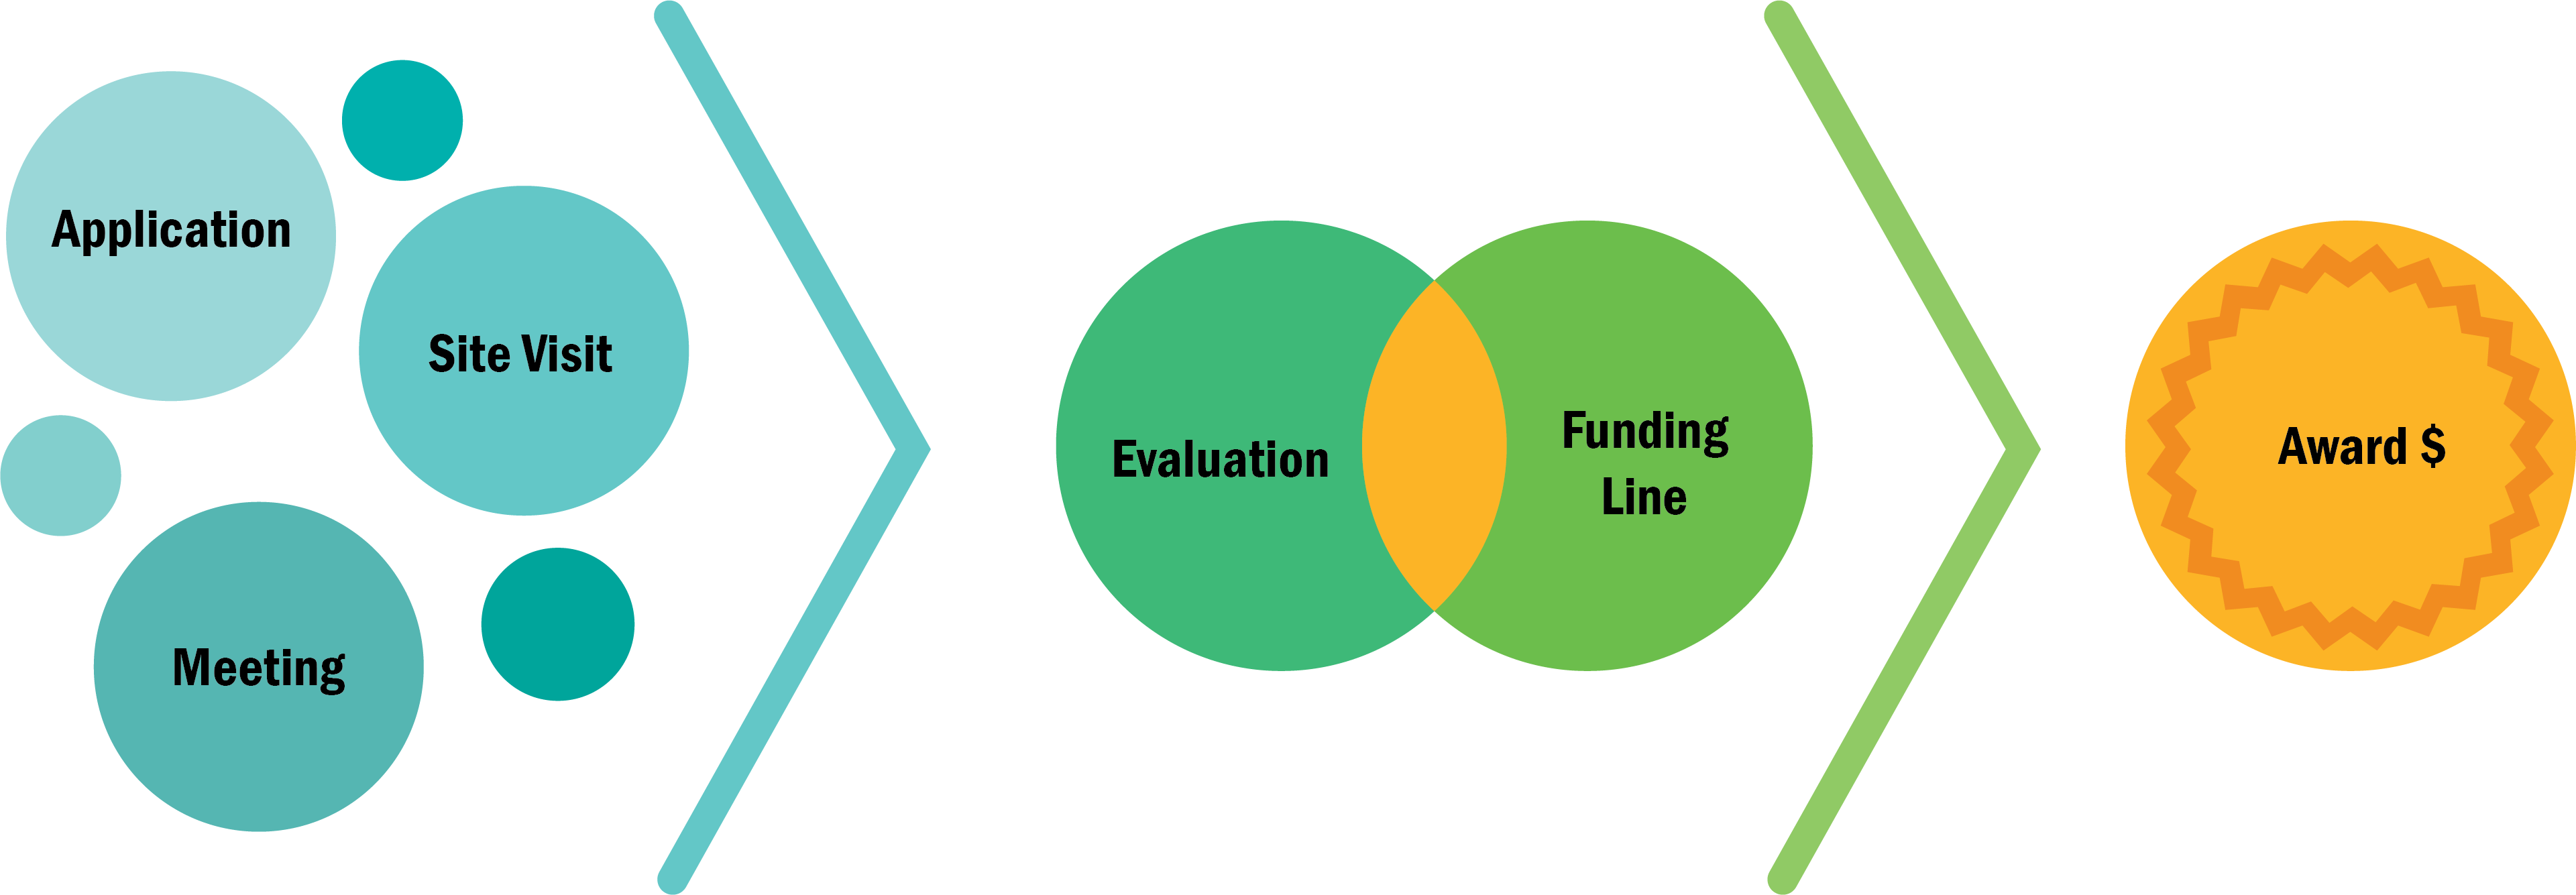 Application
Site Visit
Meeting
Evaluation
Funding
Line
Award $